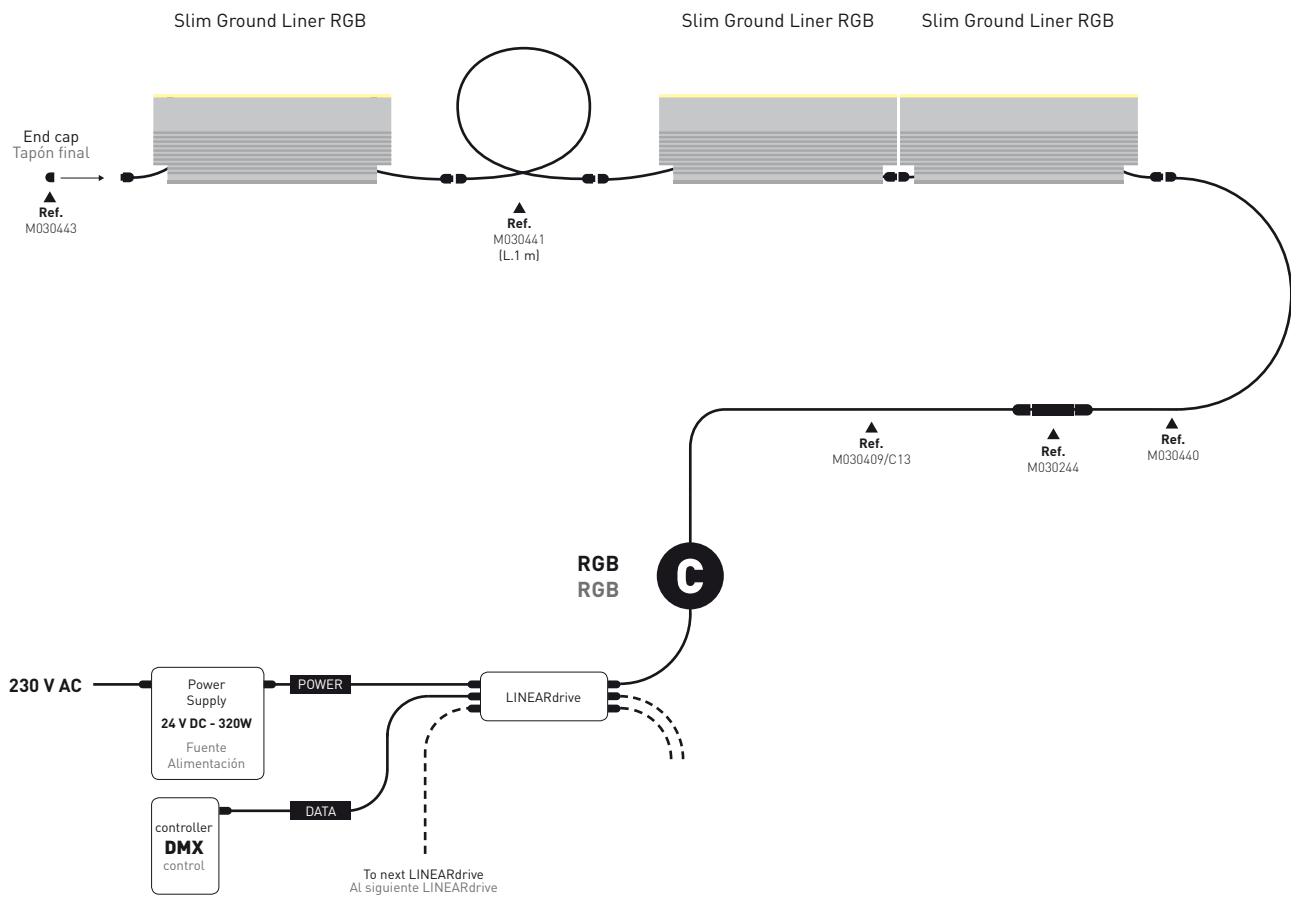 Slim Ground Liner RGB
Slim Ground Liner RGB
Slim Ground Liner RGB
End cap
Tapón final
Ref.
M030443
Ref.
M030441
(L.1 m)
Ref.
M030409/C13
Ref.
M030244
Ref.
M030440
RGB
RGB
C
230 V AC
Power
Supply
24 V DC - 320W
Fuente
Alimentación
POWER
LINEARdrive
controller
DMX
control
DATA
To next LINEARdrive
Al siguiente LINEARdrive